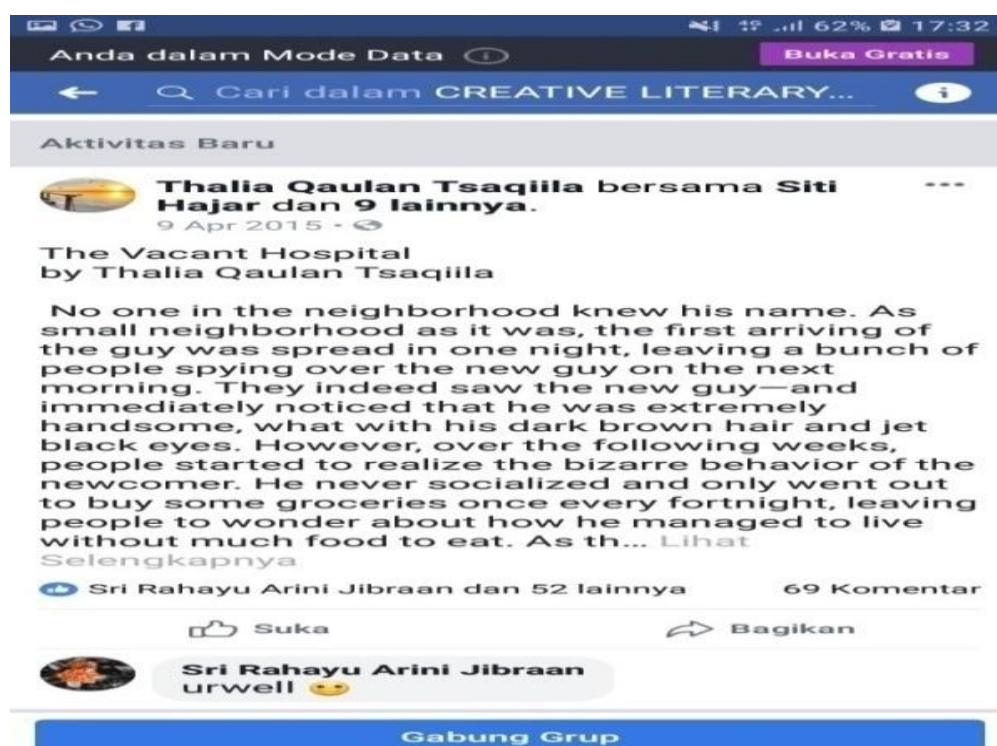 62% 17:32
Anda dalam Mode Data
Buka Gratis
Cari dalam CREATIVE LITERARY...
Aktivitas Baru
Thalia Qaulan Tsaqiila bersama Siti
Hajar dan 9 lainnya.
9 Apr 2015
The Vacant Hospital
by Thalia Qaulan Tsaqiila
No one in the neighborhood knew his name. As
small neighborhood as it was, the first arriving of
the guy was spread in one night, leaving a bunch of
people spying over the new guy on the next
morning. They indeed saw the new guy—and
immediately noticed that he was extremely
handsome, what with his dark brown hair and jet
black eyes. However, over the following weeks,
people started to realize the bizarre behavior of the
newcomer. He never socialized and only went out
to buy some groceries once every fortnight, leaving
people to wonder about how he managed to live
without much food to eat. As th... Lihat
Selengkapnya
Sri Rahayu Arini Jibraan dan 52 lainnya
69 Komentar
Suka
Bagikan
Sri Rahayu Arini Jibraan
urwell
Gabung Grup